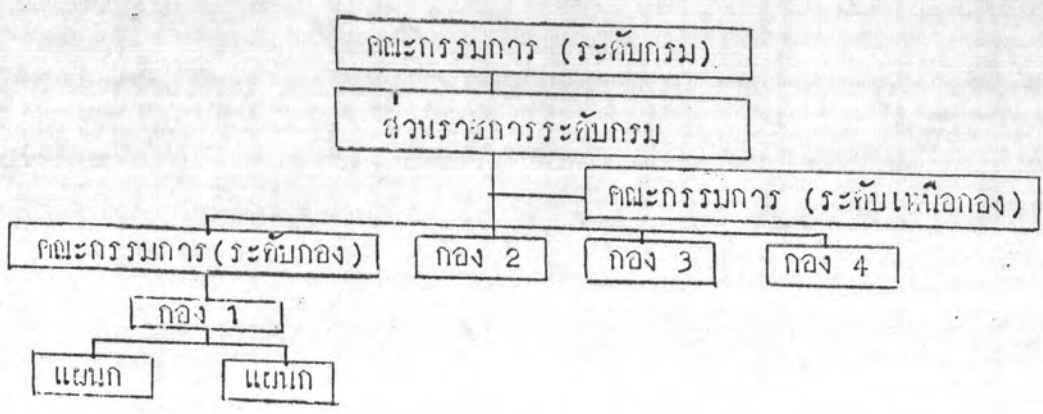 คณะกรรมการ (ระดับกรม)
ส่วนราชการระดับกรม
คณะกรรมการ (ระดับเหนือกอง)
คณะกรรมการ(ระดับกอง)
กอง 2
กอง 3
กอง 4
กอง 1
แผนก
แผนก